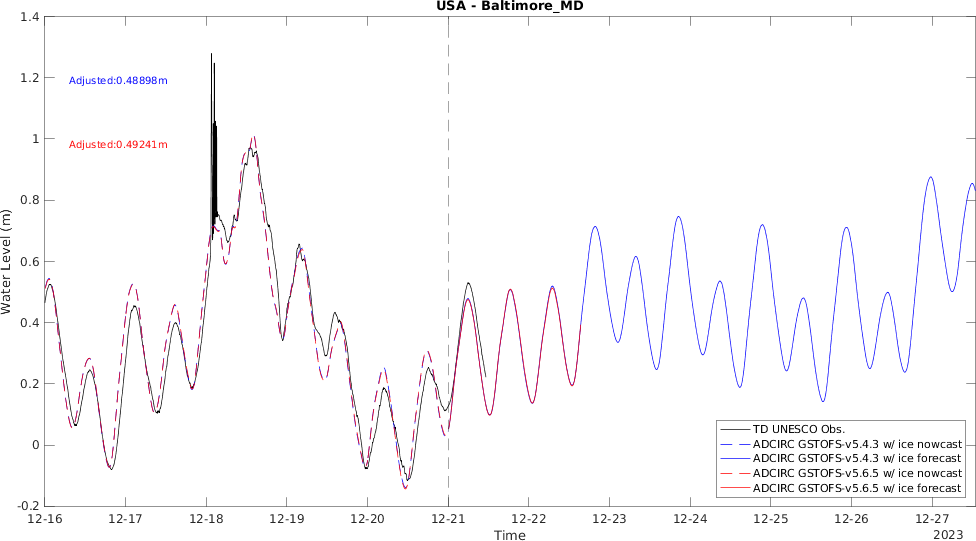 USA - Baltimore_MD
1.4
1.2
1
0.8
0.6
0.4
0.2
0
-0.2
Water Level (m)
Adjusted:0.48898m
Adjusted:0.49241m
TD UNESCO Obs.
ADCIRC GSTOFS-v5.4.3 w/ ice nowcast
ADCIRC GSTOFS-v5.4.3 w/ ice forecast
ADCIRC GSTOFS-v5.6.5 w/ ice nowcast
ADCIRC GSTOFS-v5.6.5 w/ ice forecast
12-16 12-17 12-18 12-19 12-20 12-21 12-22 12-23 12-24 12-25 12-26 12-27
Time
2023